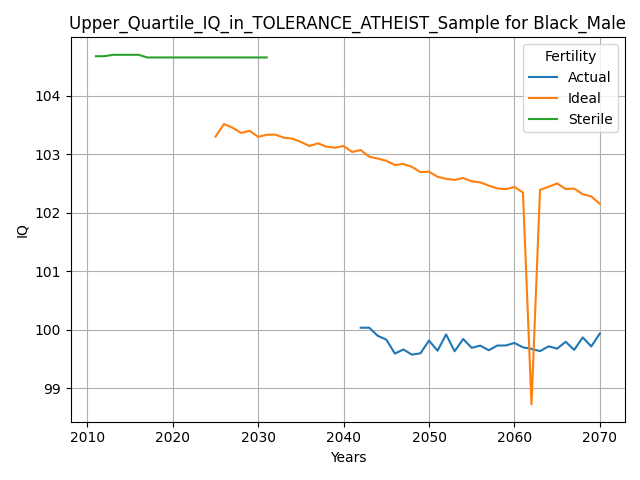 Upper_Quartile_IQ_in_TOLERANCE_ATHEIST_Sample for Black_Male
Fertility
Actual
Ideal
Sterile
104
103
102
101
100
99
IQ
2010 2020 2030 2040 2050 2060 2070
Years